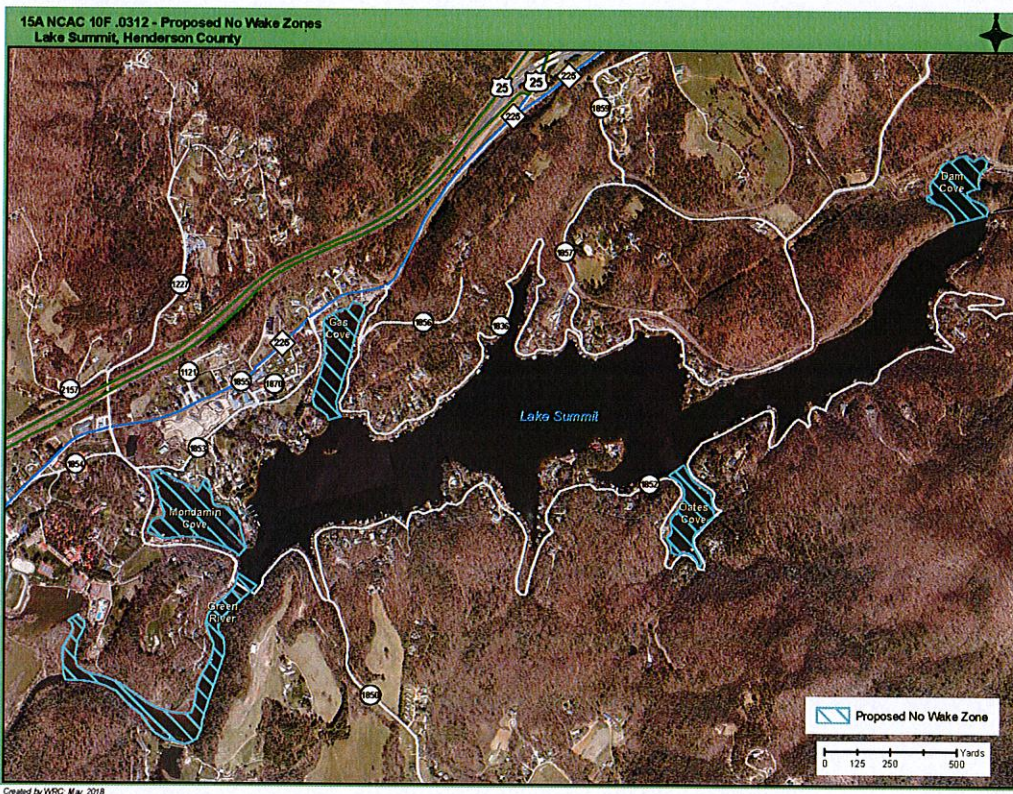 15A NCAC 10F .0312 - Proposed No Wake Zones
Lake Summit, Henderson County
25
25
225
225
1859
Dam
Cove
1857
1227
Gas
Cove
1856
1836
225
1121
1855
1870
2157
Lake Summit
1854
1852
Mondamin
Cove
Oates
Cove
Green
River
1850
Proposed No Wake Zone
0 125 250 500
Yards
Created by WRC: May, 2018